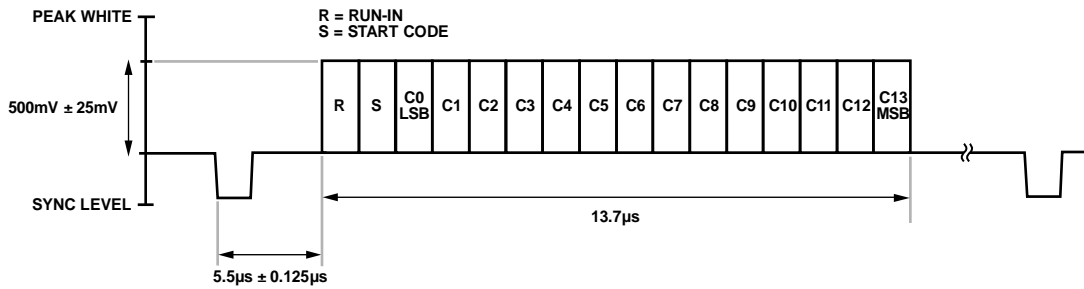 PEAK WHITE
R = RUN-IN
S = START CODE
500mV ± 25mV
R
S
C0
LSB
C1
C2
C3
C4
C5
C6
C7
C8
C9
C10
C11
C12
C13
MSB
SYNC LEVEL
13.7µs
5.5µs ± 0.125µs